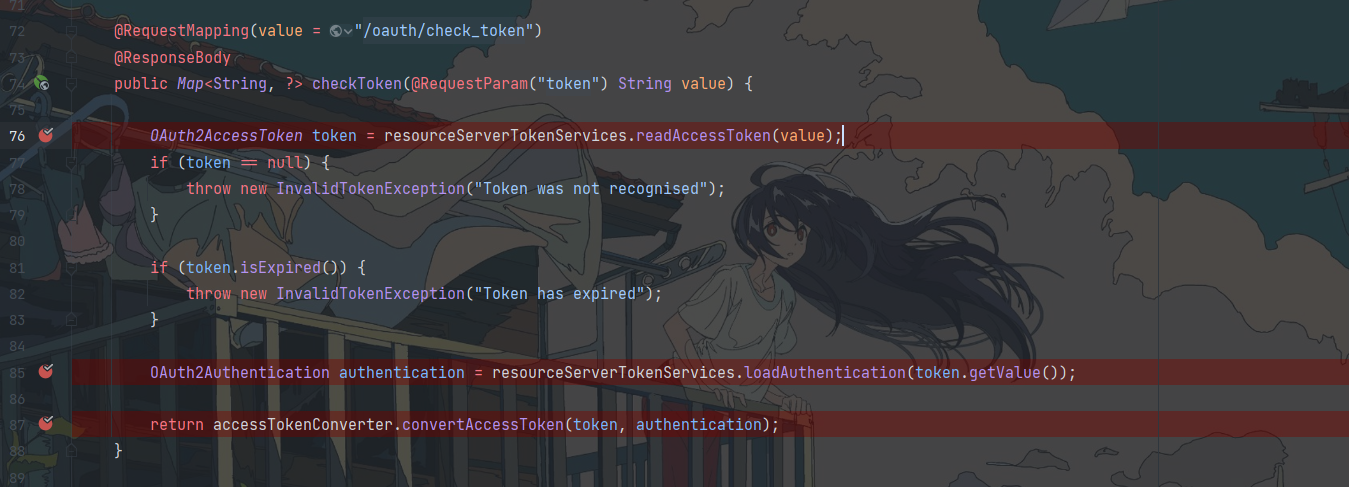 71
72 @RequestMapping(value = "/oauth/check_token")
73 @ResponseBody
74 public Map<String, ?> checkToken(@RequestParam("token") String value) {
75
76 OAuth2AccessToken token = resourceServerTokenServices.readAccessToken(value);
77 if (token == null) {
78 throw new InvalidTokenException("Token was not recognised");
79 }
80
81 if (token.isExpired()) {
82 throw new InvalidTokenException("Token has expired");
83 }
84
85 OAuth2Authentication authentication = resourceServerTokenServices.loadAuthentication(token.getValue());
86
87 return accessTokenConverter.convertAccessToken(token, authentication);
88 }
89